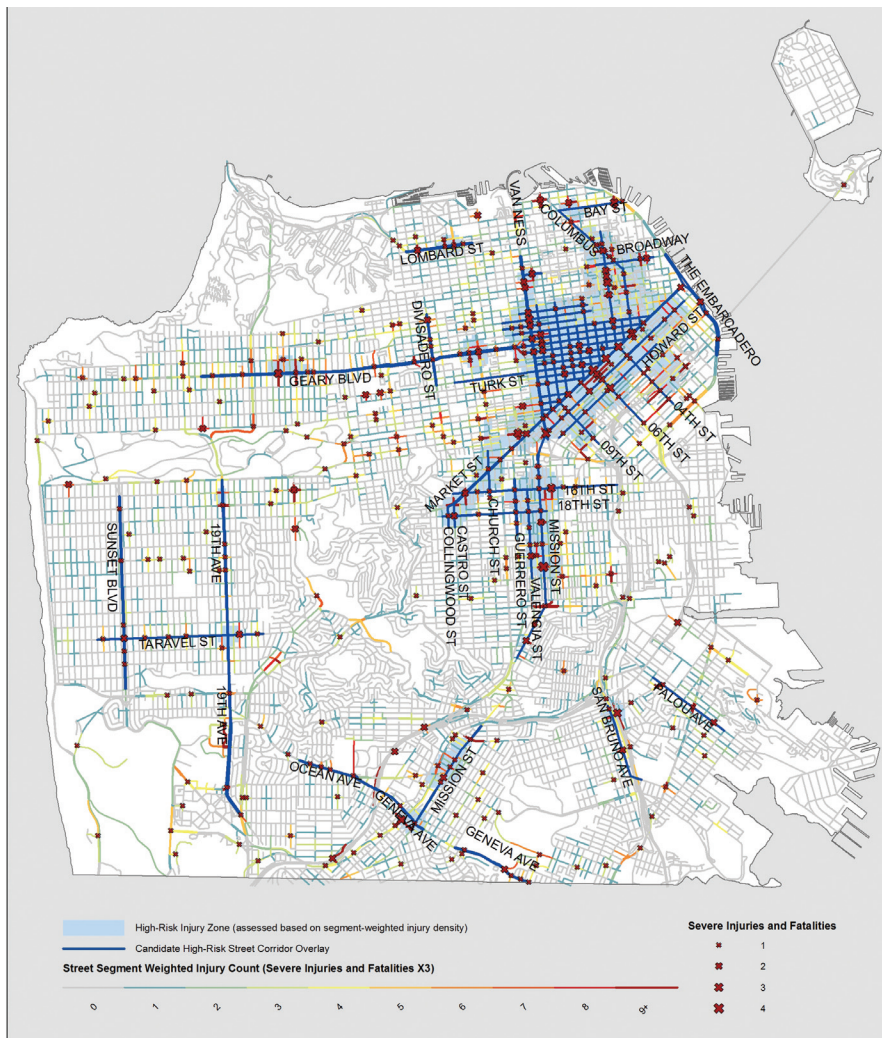 VAN NESS
COLUMBUS
BAY ST
BROADWAY
LOMBARD ST
THE EMBARCADERO
DIVISADERO ST
HOWARD ST
GEARY BLVD
TURK ST
04TH ST
06TH ST
09TH ST
MARKET ST
16TH ST
18TH ST
SUNSET BLVD
19TH AVE
CHURCH ST
CASTRO ST
COLLINGWOOD ST
GUERRERO ST
MISSION ST
VALENCIA ST
TARAVEL ST
19TH AVE
SAN BRUNO AVE
PALOU AVE
OCEAN AVE
MISSION ST
GENEVA AVE
GENEVA AVE
High-Risk Injury Zone (assessed based on segment-weighted injury density)
Candidate High-Risk Street Corridor Overlay
Street Segment Weighted Injury Count (Severe Injuries and Fatalities X3)
0 1 2 3 4 5 6 7 8 9+
Severe Injuries and Fatalities
1
2
3
4